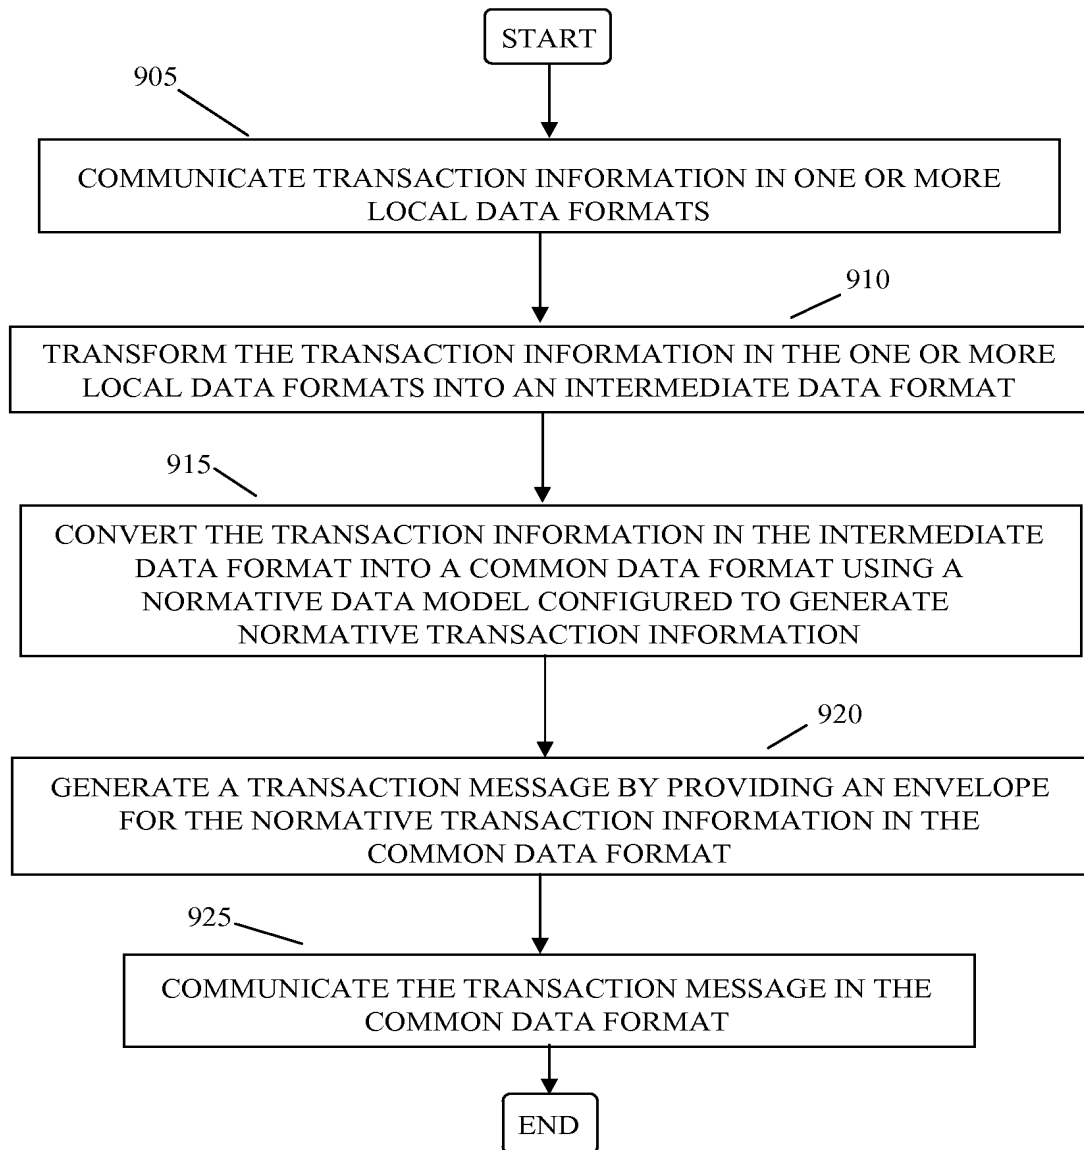 START
905
COMMUNICATE TRANSACTION INFORMATION IN ONE OR MORE
LOCAL DATA FORMATS
910
TRANSFORM THE TRANSACTION INFORMATION IN THE ONE OR MORE
LOCAL DATA FORMATS INTO AN INTERMEDIATE DATA FORMAT
915
CONVERT THE TRANSACTION INFORMATION IN THE INTERMEDIATE
DATA FORMAT INTO A COMMON DATA FORMAT USING A
NORMATIVE DATA MODEL CONFIGURED TO GENERATE
NORMATIVE TRANSACTION INFORMATION
920
GENERATE A TRANSACTION MESSAGE BY PROVIDING AN ENVELOPE
FOR THE NORMATIVE TRANSACTION INFORMATION IN THE
COMMON DATA FORMAT
925
COMMUNICATE THE TRANSACTION MESSAGE IN THE
COMMON DATA FORMAT
END